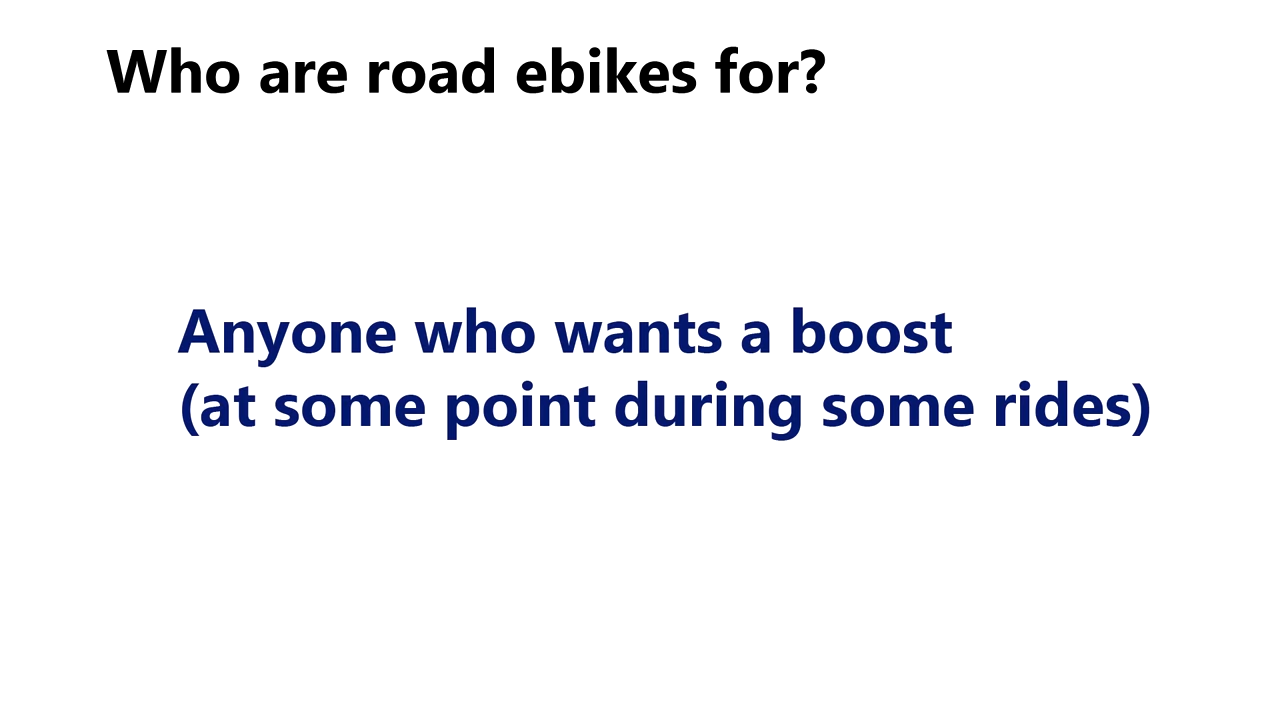 Who are road ebikes for?
Anyone who wants a boost
(at some point during some rides)